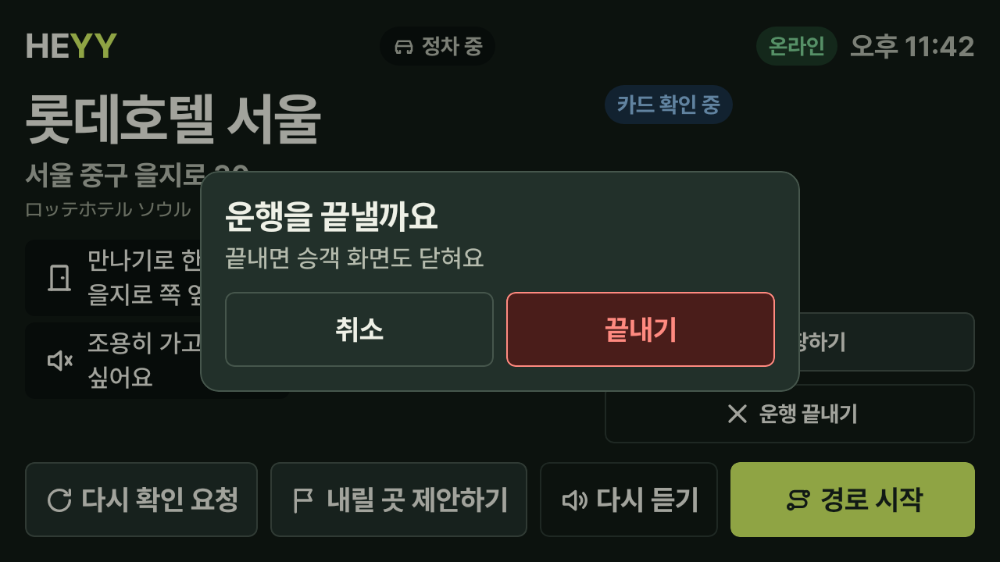 HEYY
정차 중
온라인
오후 11:42
롯데호텔 서울
카드 확인 중
서울 중구 을지로
ロッテホテル ソウル
운행을 끝낼까요
끝내면 승객 화면도 닫혀요
취소
끝내기
만나기로 한
을지로 쪽
조용히 가고
싶어요
운행 끝내기
다시 확인 요청
내릴 곳 제안하기
다시 듣기
경로 시작